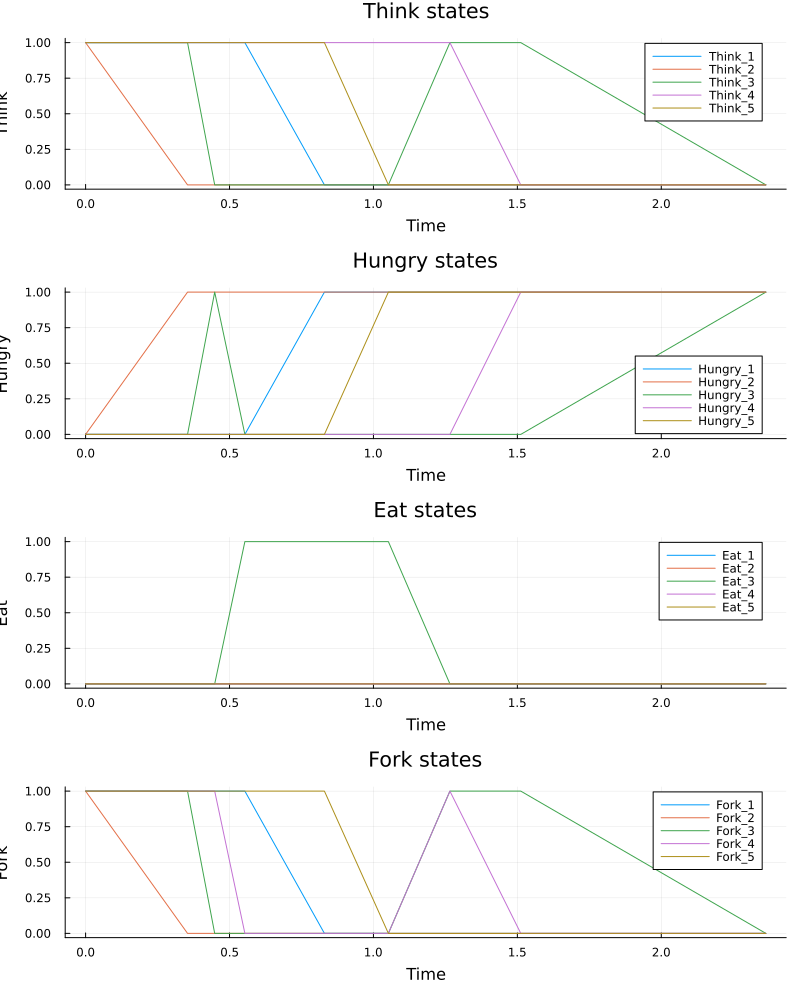 Think states
1.00
0.75
0.50
0.25
0.00
Think
0.0 0.5 1.0 1.5 2.0
Time
Think_1
Think_2
Think_3
Think_4
Think_5
Hungry states
1.00
0.75
0.50
0.25
0.00
Hungry
0.0 0.5 1.0 1.5 2.0
Time
Hungry_1
Hungry_2
Hungry_3
Hungry_4
Hungry_5
Eat states
1.00
0.75
0.50
0.25
0.00
Eat
0.0 0.5 1.0 1.5 2.0
Time
Eat_1
Eat_2
Eat_3
Eat_4
Eat_5
Fork states
1.00
0.75
0.50
0.25
0.00
Fork
0.0 0.5 1.0 1.5 2.0
Time
Fork_1
Fork_2
Fork_3
Fork_4
Fork_5